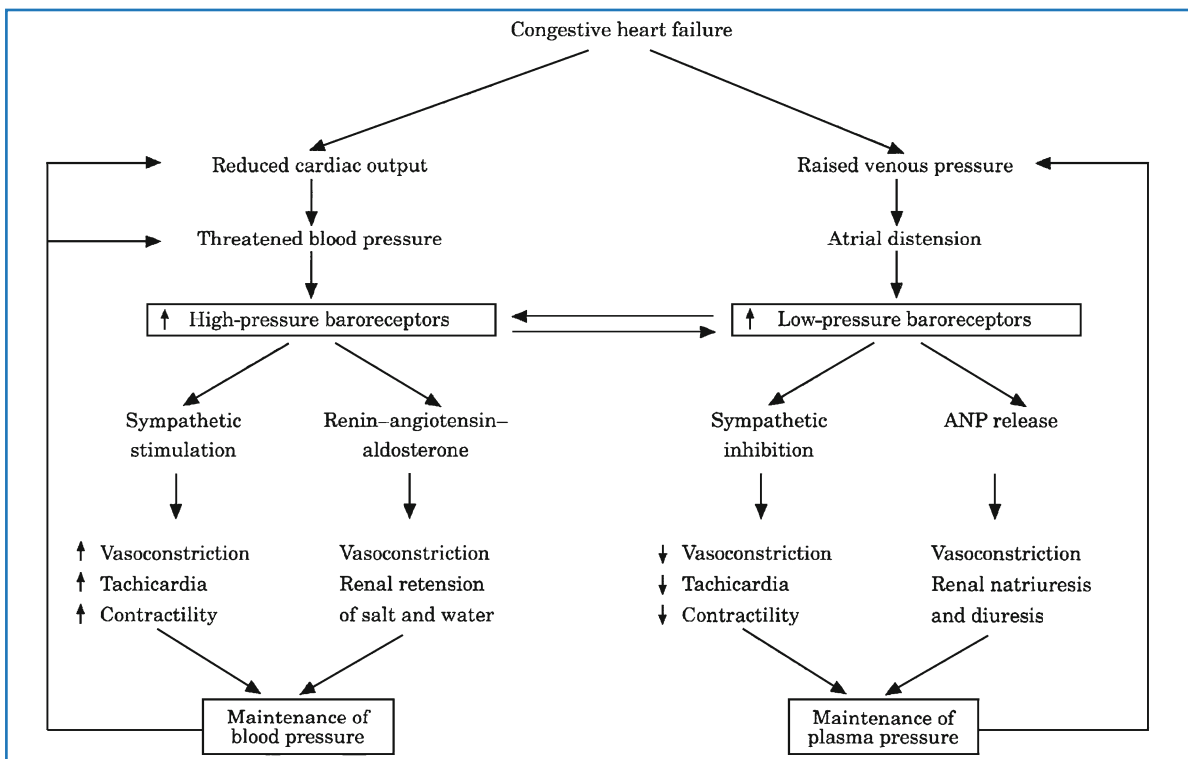 Congestive heart failure
Reduced cardiac output
Raised venous pressure
Threatened blood pressure
Atrial distension
↑ High-pressure baroreceptors
↑ Low-pressure baroreceptors
Sympathetic
stimulation
Renin–angiotensin–
aldosterone
Sympathetic
inhibition
ANP release
↑ Vasoconstriction
↑ Tachicardia
↑ Contractility
Vasoconstriction
Renal retention
of salt and water
↓ Vasoconstriction
↓ Tachicardia
↓ Contractility
Vasoconstriction
Renal natriuresis
and diuresis
Maintenance of
blood pressure
Maintenance of
plasma pressure